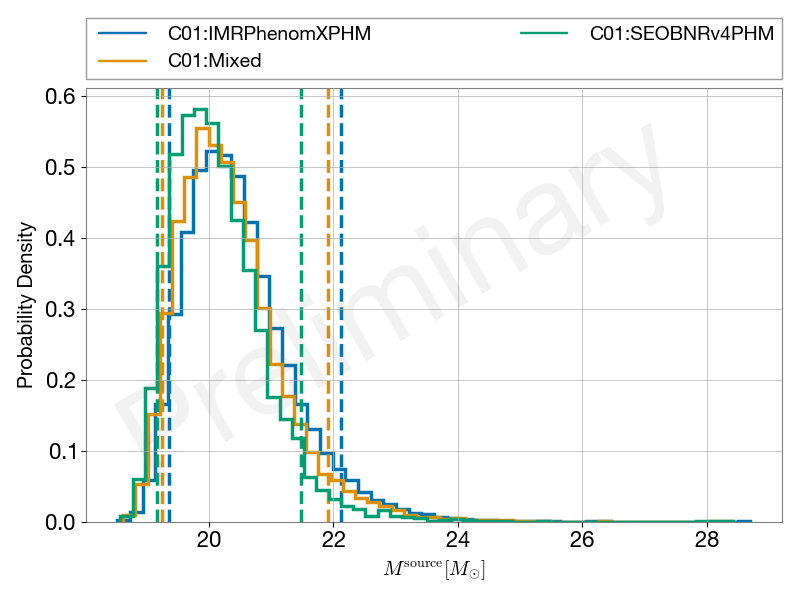 C01:IMRPhenomXPHM
C01:Mixed
C01:SEOBNRv4PHM
Preliminary
Probability Density
0.6
0.5
0.4
0.3
0.2
0.1
0.0
20 22 24 26 28
M^source [M_⊙]